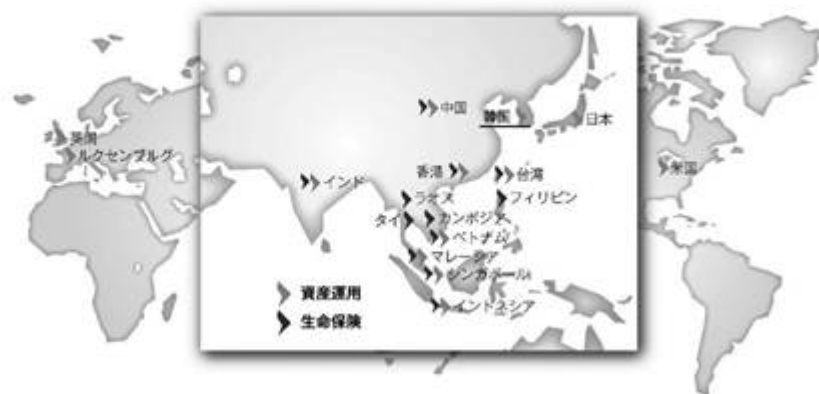 中国
韓国
日本
英国
ルクセンブルグ
香港
台湾
米国
インド
ラオス
フィリピン
タイ
カンボジア
ベトナム
マレーシア
シンガポール
資産運用
インドネシア
生命保険